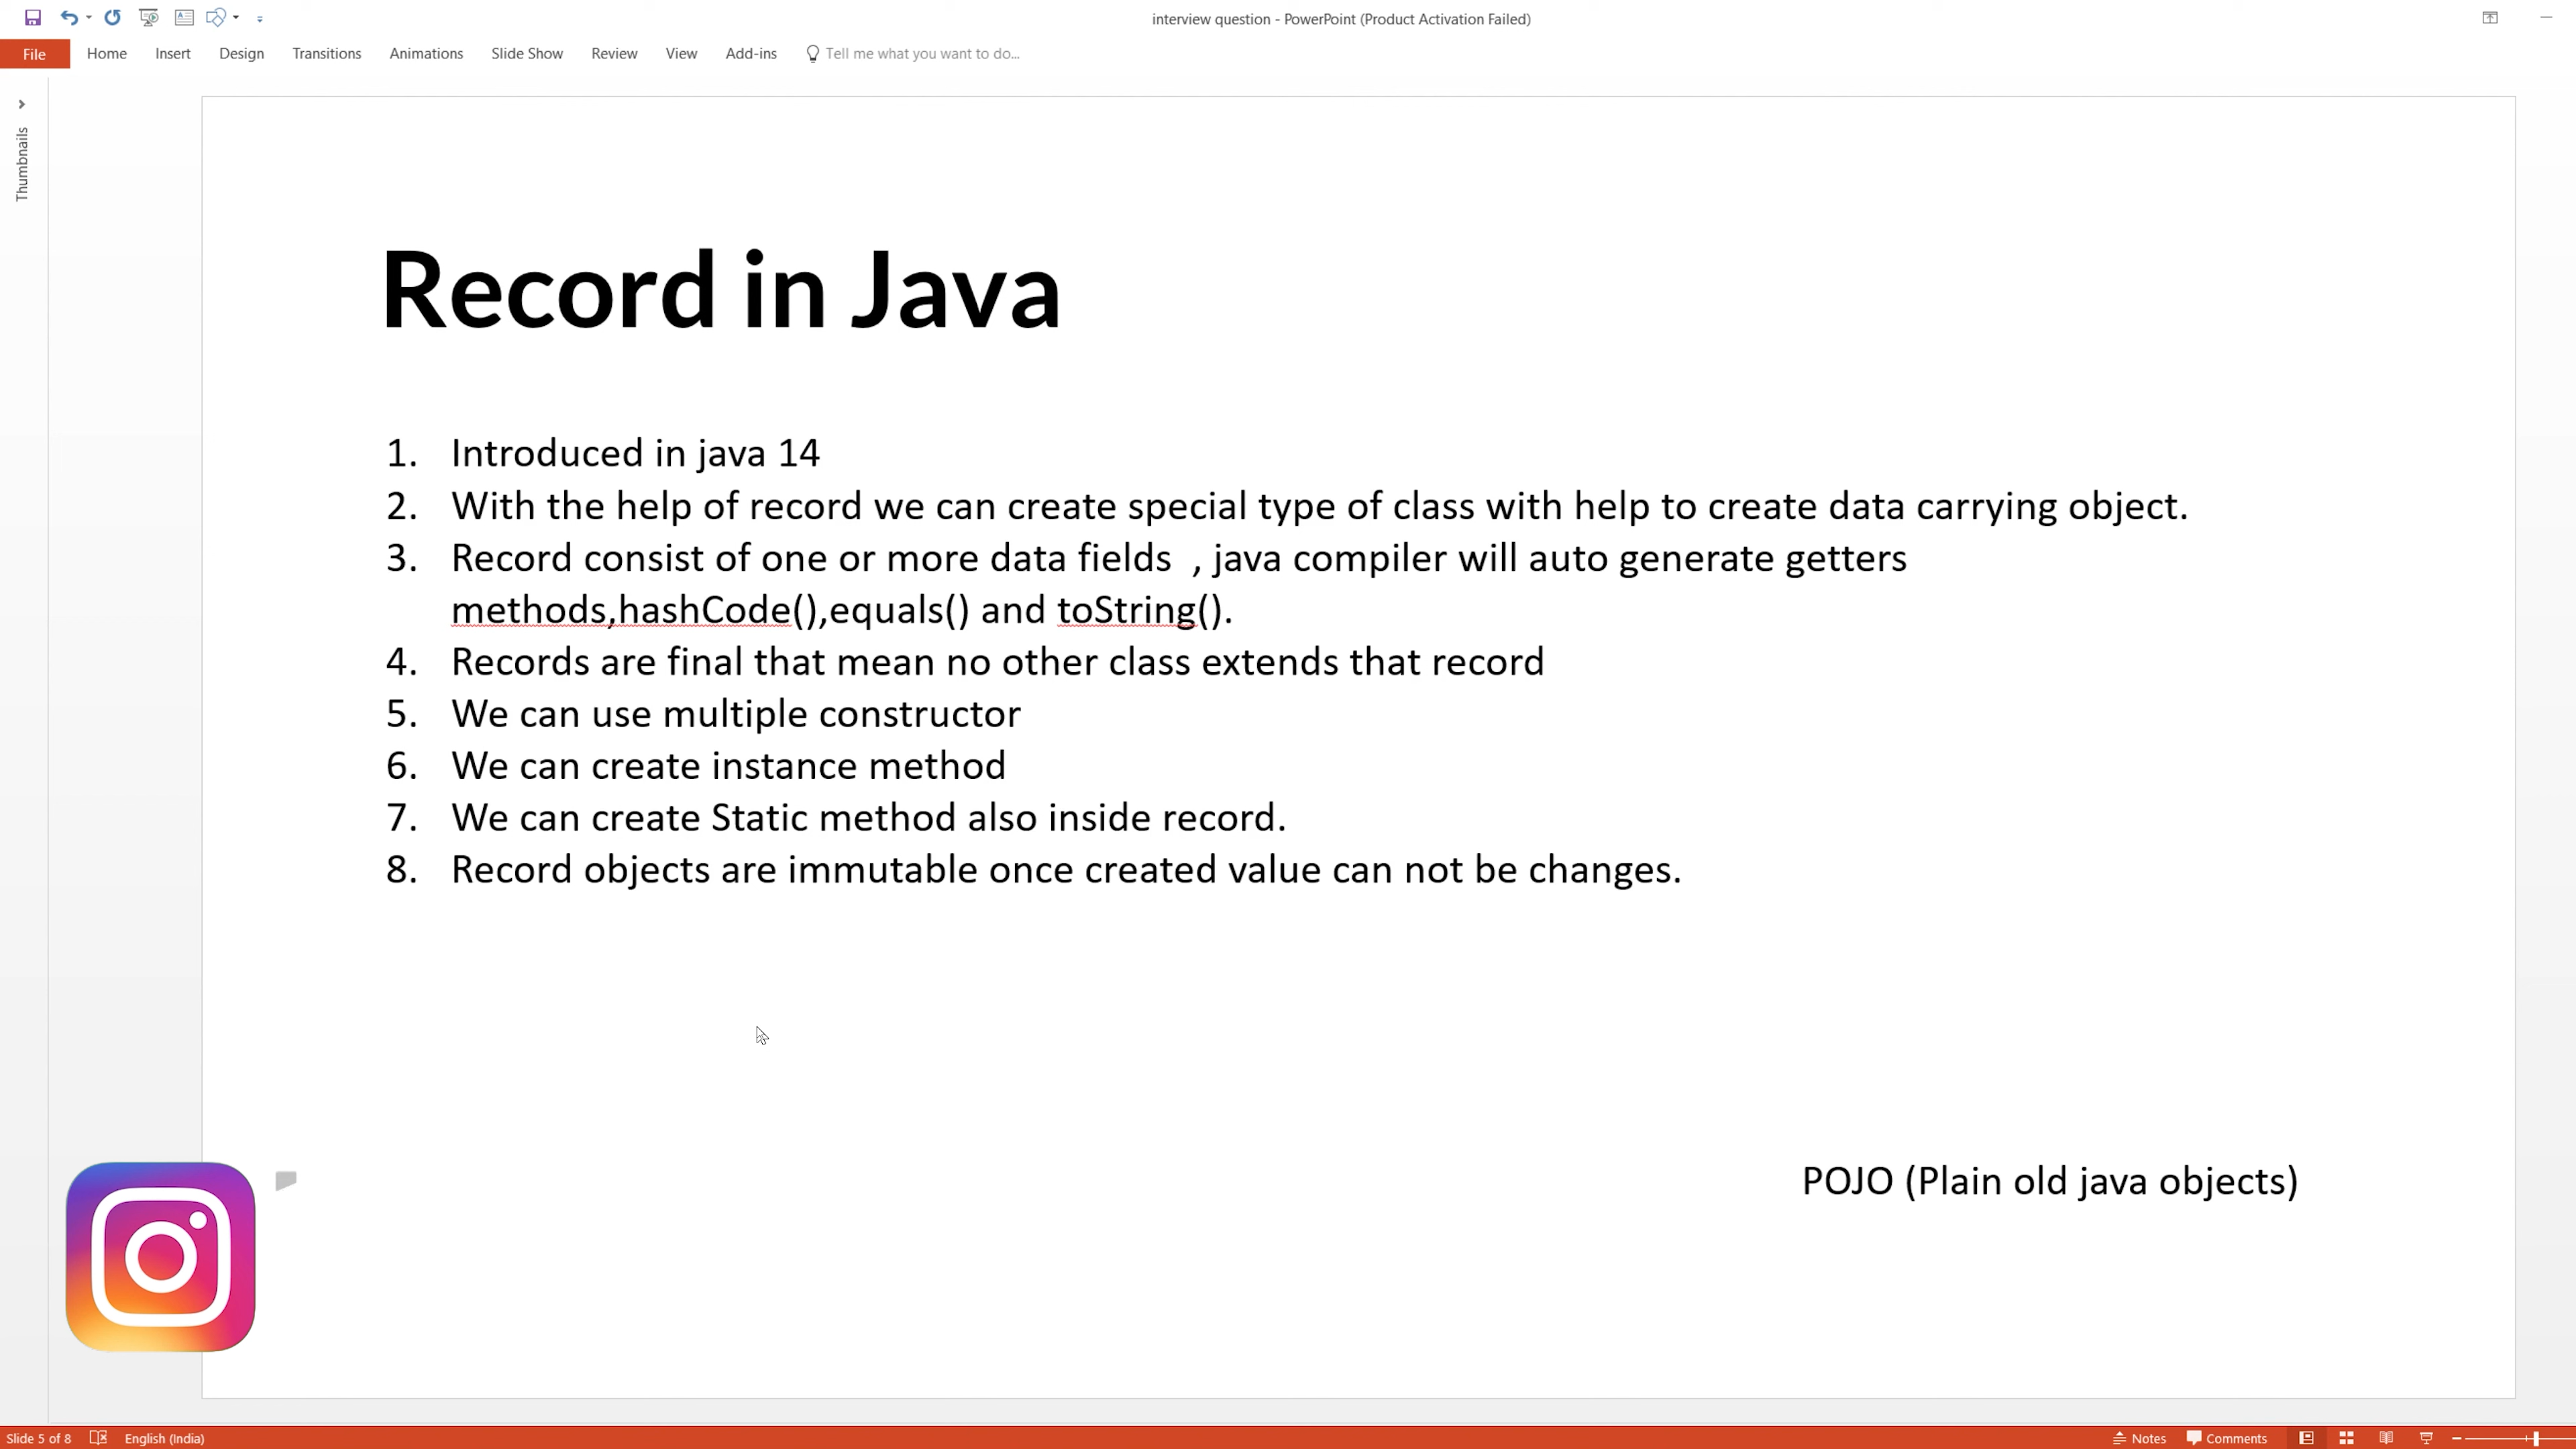 interview question - PowerPoint (Product Activation Failed)
File Home Insert Design Transitions Animations Slide Show Review View Add-ins Tell me what you want to do...
Thumbnails
Record in Java
1. Introduced in java 14
2. With the help of record we can create special type of class with help to create data carrying object.
3. Record consist of one or more data fields , java compiler will auto generate getters
methods,hashCode(),equals() and toString().
4. Records are final that mean no other class extends that record
5. We can use multiple constructor
6. We can create instance method
7. We can create Static method also inside record.
8. Record objects are immutable once created value can not be changes.
POJO (Plain old java objects)
Slide 5 of 8 English (India) Notes Comments